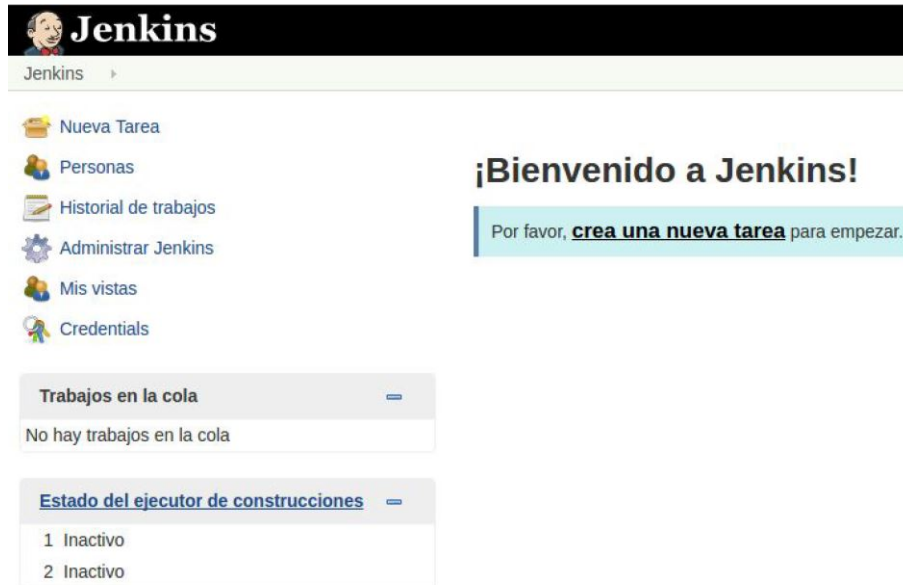 Jenkins
Jenkins
Nueva Tarea
Personas
Historial de trabajos
Administrar Jenkins
Mis vistas
Credentials
Trabajos en la cola
No hay trabajos en la cola
Estado del ejecutor de construcciones
1 Inactivo
2 Inactivo
¡Bienvenido a Jenkins!
Por favor, crea una nueva tarea para empezar.